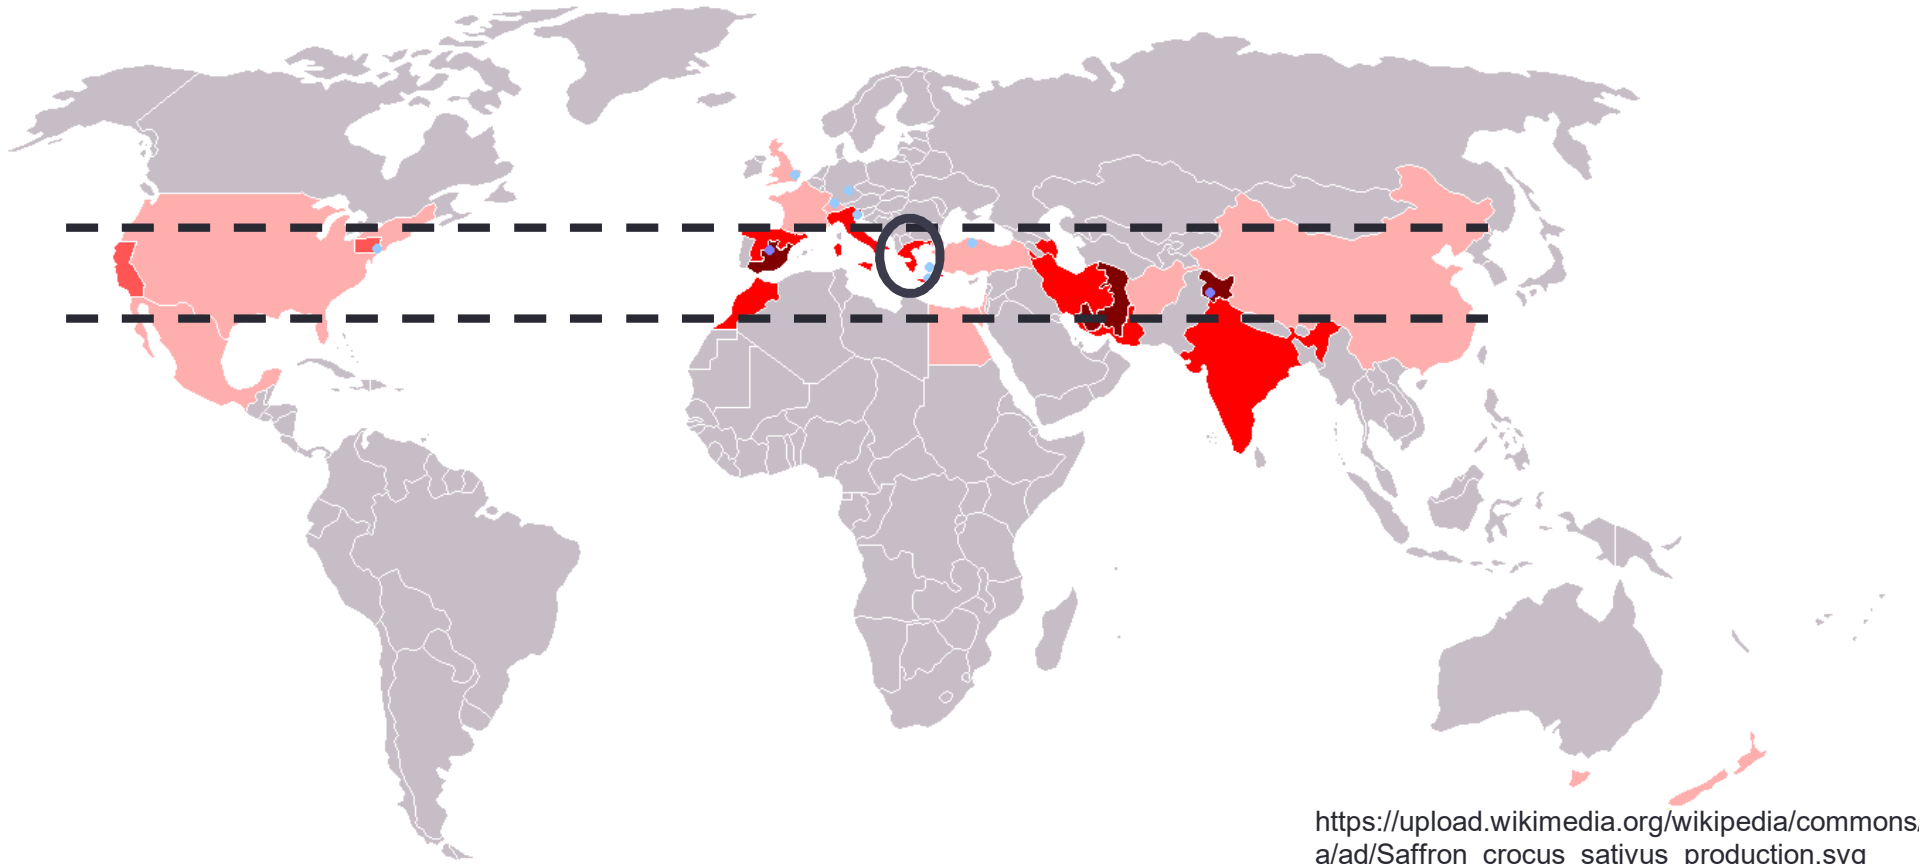 https://upload.wikimedia.org/wikipedia/commons/
a/ad/Saffron_crocus_sativus_production.svg